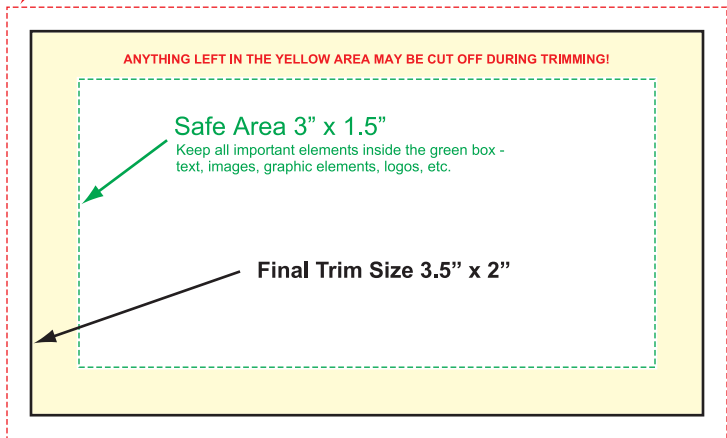 ANYTHING LEFT IN THE YELLOW AREA MAY BE CUT OFF DURING TRIMMING!
Safe Area 3” x 1.5”
Keep all important elements inside the green box -
text, images, graphic elements, logos, etc.
Final Trim Size 3.5” x 2”